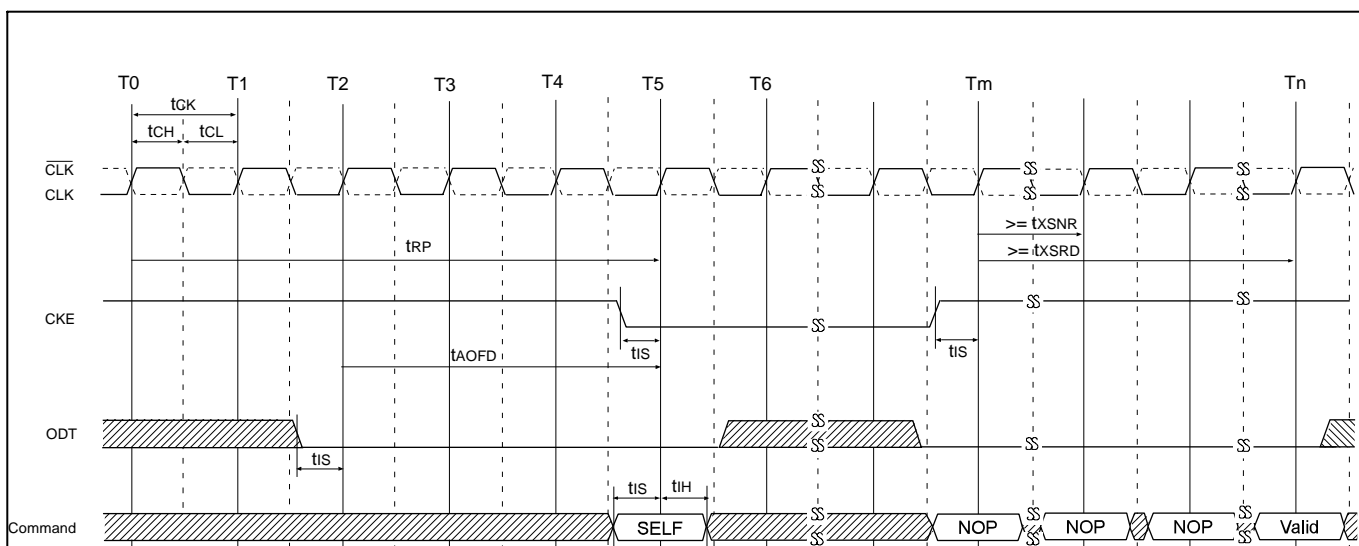 T0 T1 T2 T3 T4 T5 T6 Tm Tn
tCK
tCH tCL
CLK
CLK
>= tXSNR
tRP >= tXSRD
CKE
tIS tIS
tAOFD
ODT
tIS
tIS tIH
Command SELF NOP NOP NOP Valid